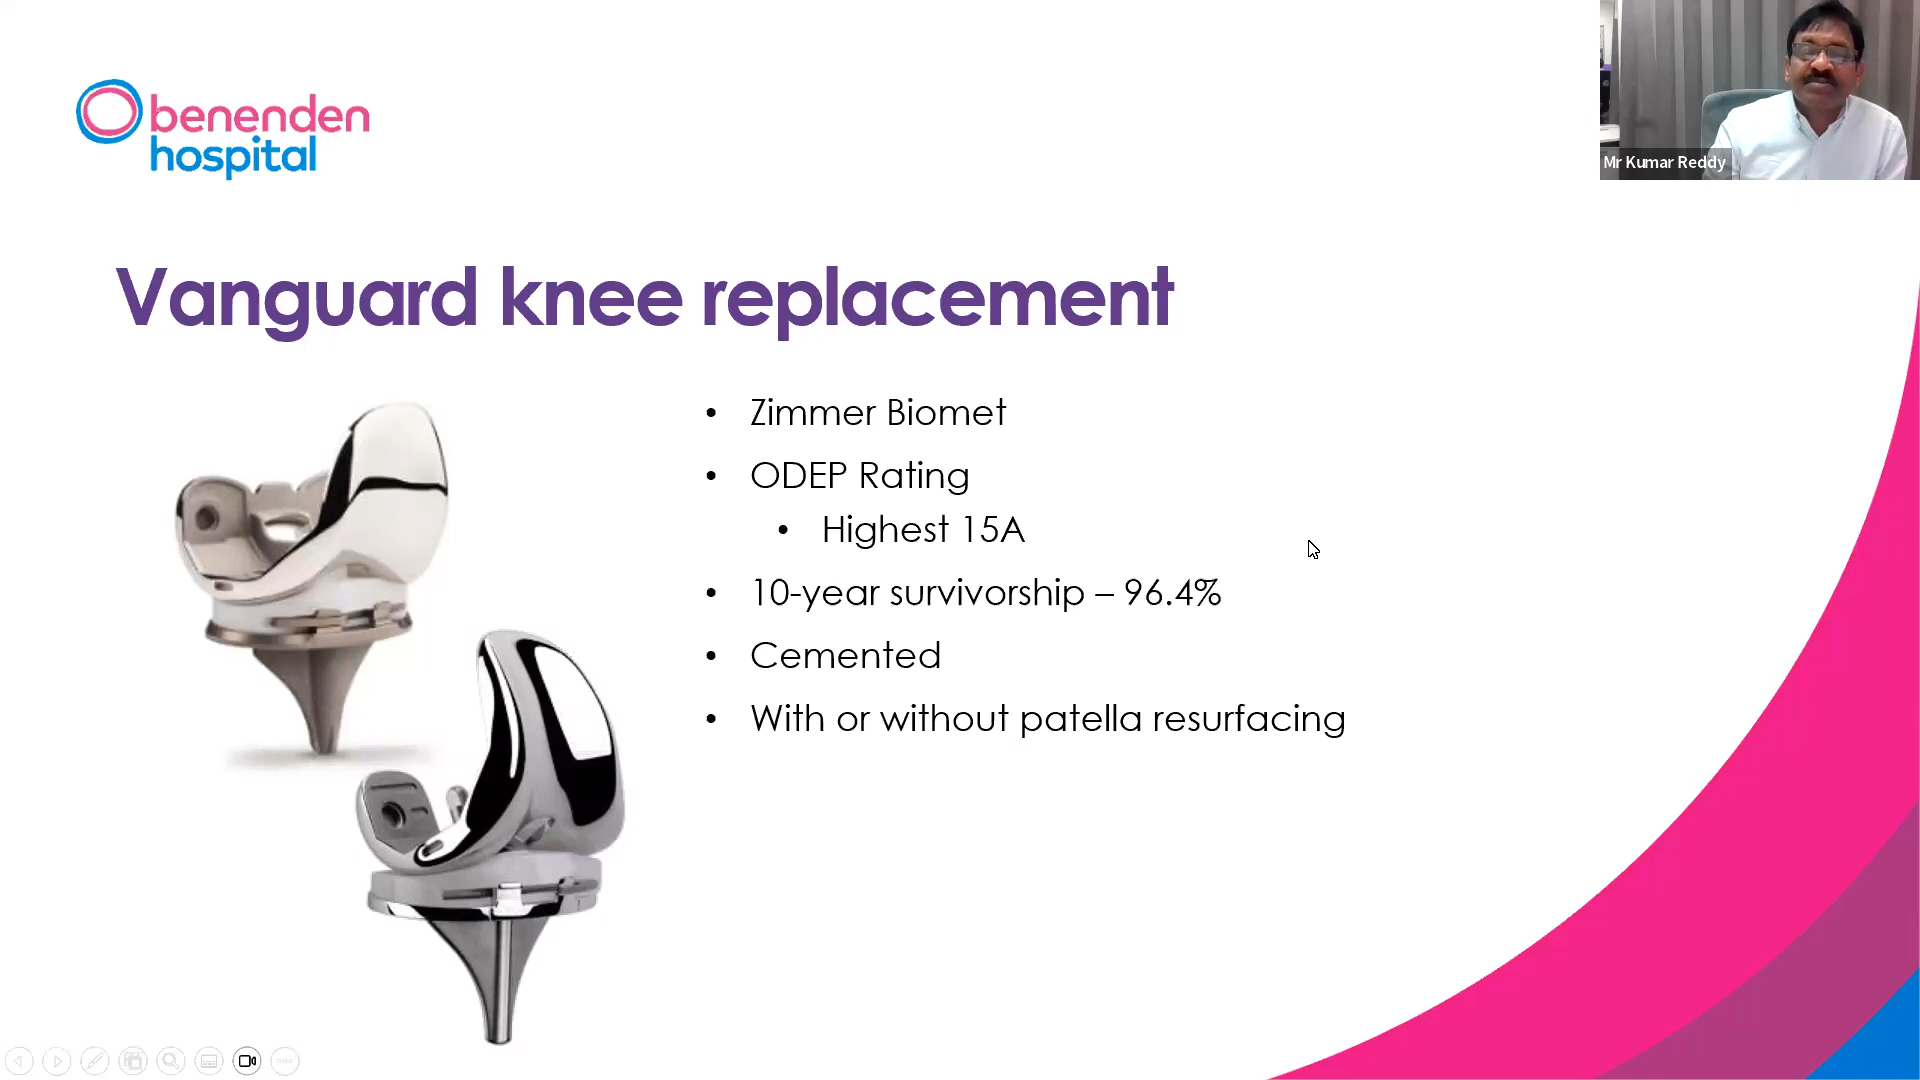 benenden
hospital
Mr Kumar Reddy
Vanguard knee replacement
• Zimmer Biomet
• ODEP Rating
• Highest 15A
• 10-year survivorship – 96.4%
• Cemented
• With or without patella resurfacing